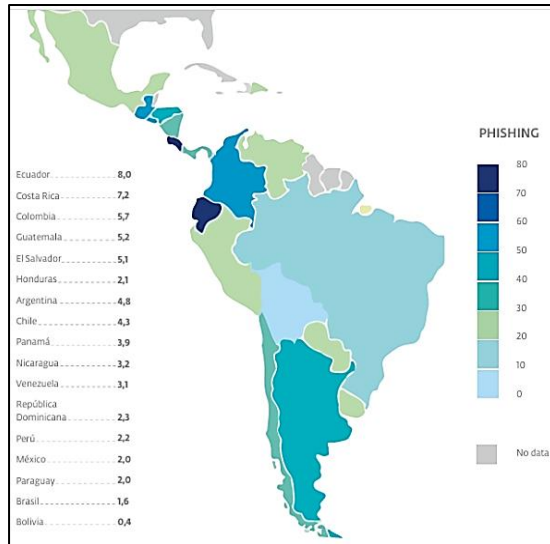 PHISHING
80
70
60
50
40
30
20
10
0
No data
Ecuador 8,0
Costa Rica 7,2
Colombia 5,7
Guatemala 5,2
El Salvador 5,1
Honduras 2,1
Argentina 4,8
Chile 4,3
Panamá 3,9
Nicaragua 3,2
Venezuela 3,1
República
Dominicana 2,3
Perú 2,2
México 2,0
Paraguay 2,0
Brasil 1,6
Bolivia 0,4